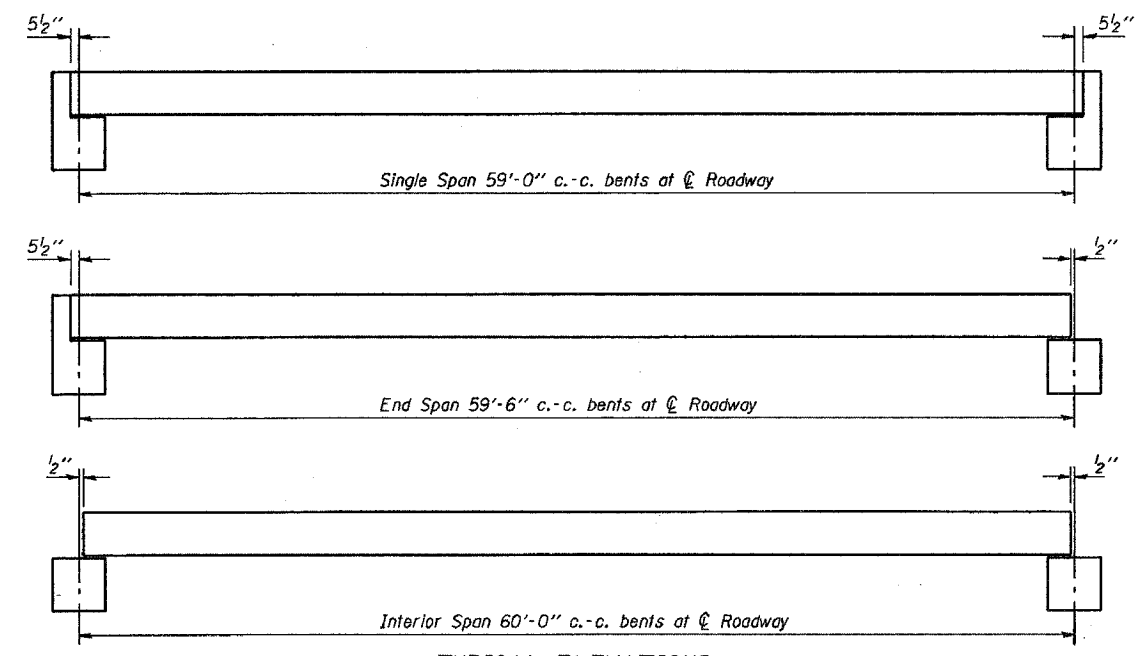 5½" 5½"
Single Span 59'-0" c.-c. bents at ℄ Roadway
5½" ½"
End Span 59'-6" c.-c. bents at ℄ Roadway
½" ½"
Interior Span 60'-0" c.-c. bents at ℄ Roadway